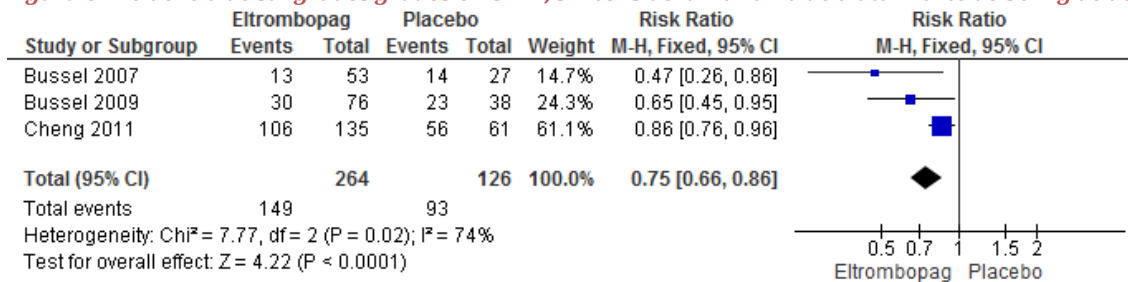 Eltrombopag Placebo Risk Ratio Risk Ratio
Study or Subgroup Events Total Events Total Weight M-H, Fixed, 95% CI M-H, Fixed, 95% CI
Bussel 2007 13 53 14 27 14.7% 0.47 [0.26, 0.86]
Bussel 2009 30 76 23 38 24.3% 0.65 [0.45, 0.95]
Cheng 2011 106 135 56 61 61.1% 0.86 [0.76, 0.96]
Total (95% CI) 264 126 100.0% 0.75 [0.66, 0.86]
Total events 149 93
Heterogeneity: Chi² = 7.77, df = 2 (P = 0.02); I² = 74%
Test for overall effect: Z = 4.22 (P < 0.0001)
0.5 0.7 1 1.5 2
Eltrombopag Placebo